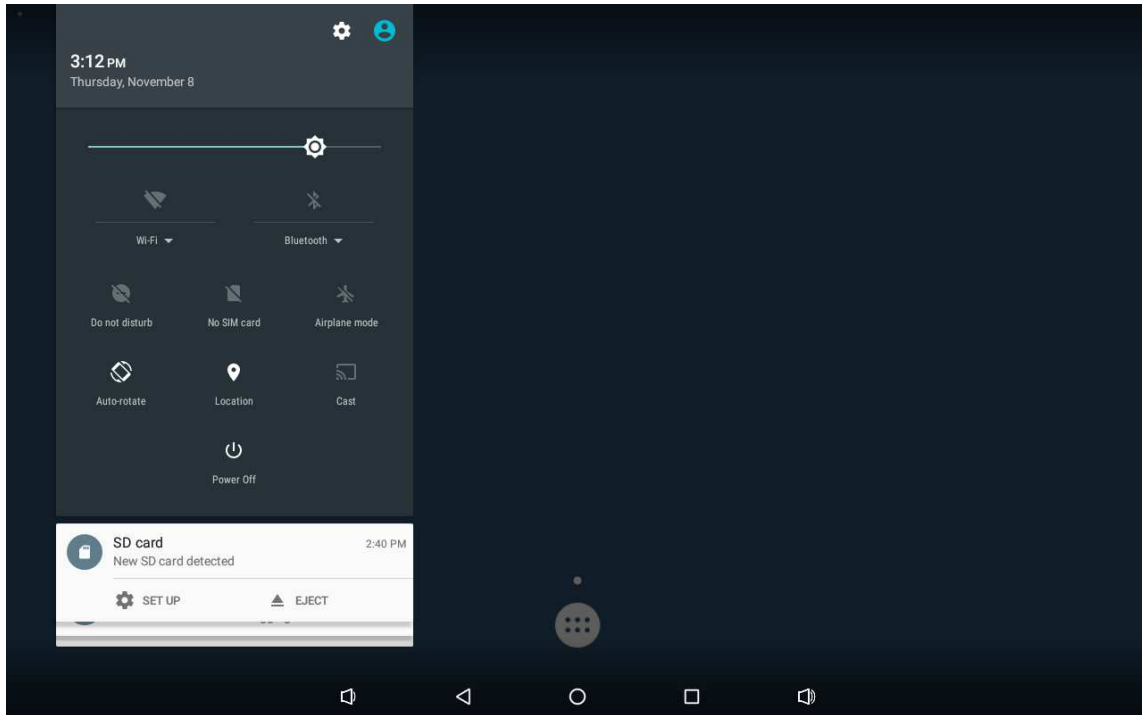 3:12 PM
Thursday, November 8
Wi-Fi
Bluetooth
Do not disturb
No SIM card
Airplane mode
Auto-rotate
Location
Cast
Power Off
SD card 2:40 PM
New SD card detected
SET UP EJECT